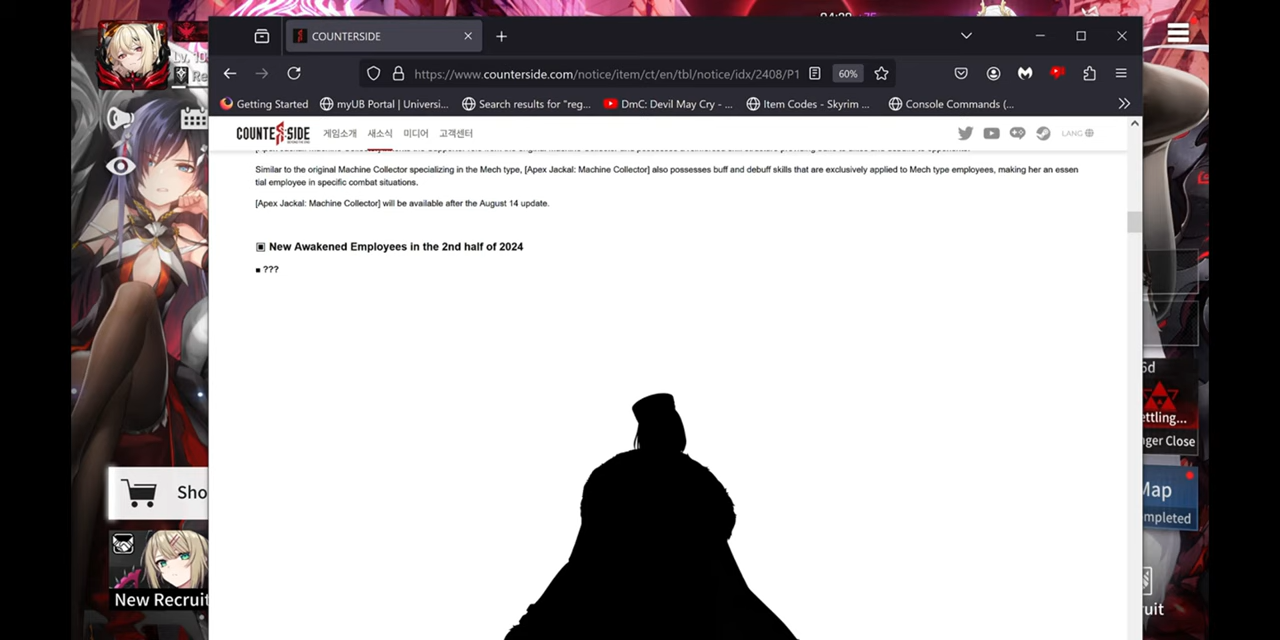 COUNTERSIDE
https://www.counterside.com/notice/item/ct/en/tbl/notice/idx/2408/P1
60%
Getting Started
myUB Portal | Universi...
Search results for "reg...
DmC: Devil May Cry - ...
Item Codes - Skyrim ...
Console Commands (...
COUNTERSIDE
게임소개
새소식
미디어
고객센터
LANG
Similar to the original Machine Collector specializing in the Mech type, [Apex Jackal: Machine Collector] also possesses buff and debuff skills that are exclusively applied to Mech type employees, making her an essen
tial employee in specific combat situations.
[Apex Jackal: Machine Collector] will be available after the August 14 update.
▣ New Awakened Employees in the 2nd half of 2024
■ ???
6d
ettling...
nger Close
Map
mpleted
Sho
New Recruit
ruit